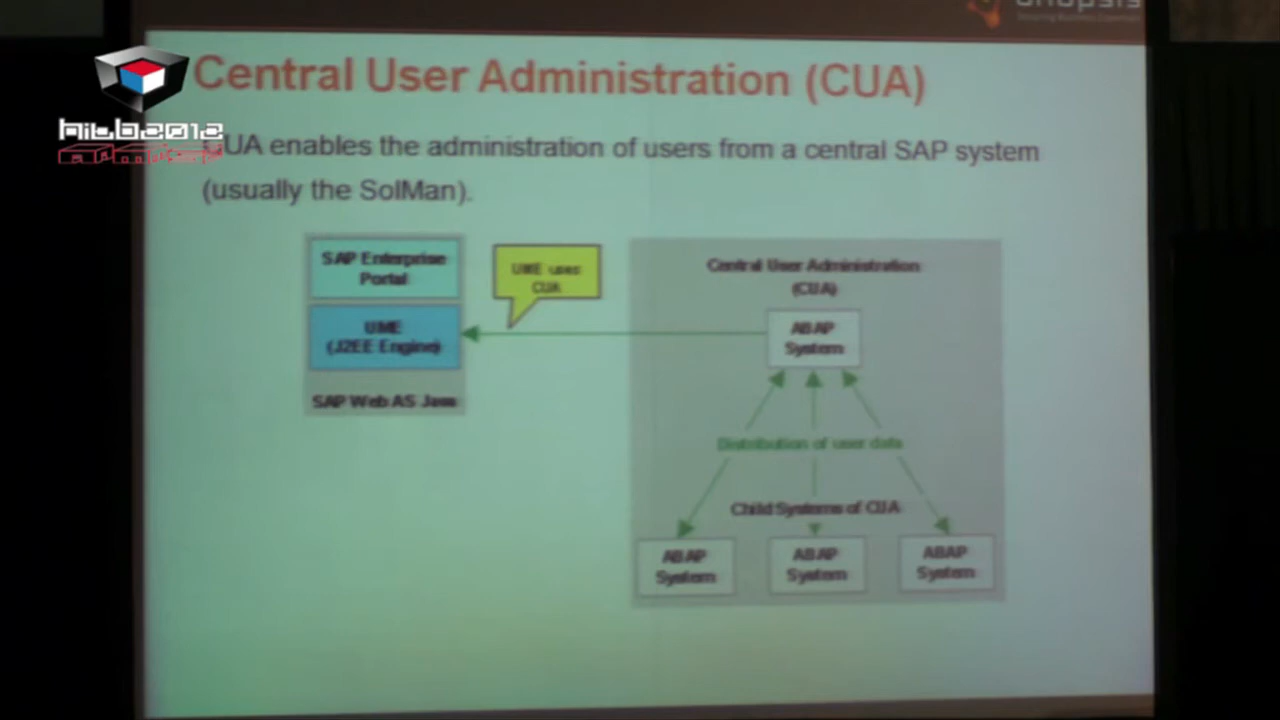 Central User Administration (CUA)
HITB2012
CUA enables the administration of users from a central SAP system
(usually the SolMan).
SAP Enterprise
Portal
UME
(J2EE Engine)
SAP Web AS Java
UME uses
CUA
Central User Administration
(CUA)
ABAP
System
Distribution of user data
Child Systems of CUA
ABAP
System
ABAP
System
ABAP
System